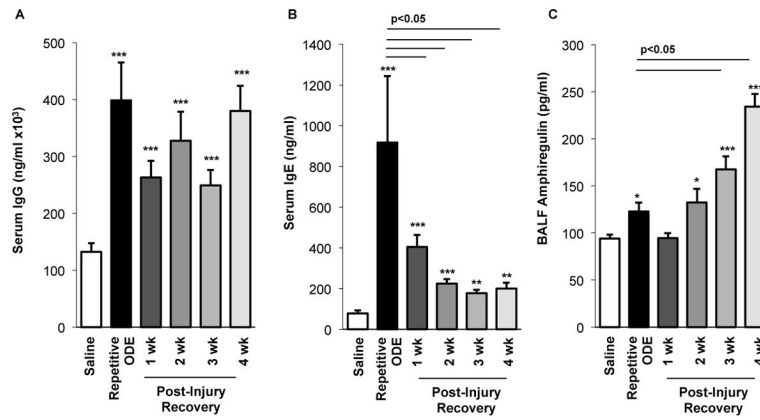 A
Serum IgG (ng/ml x10³)
500
400
300
200
100
0
***
***
***
***
***
Saline
Repetitive
ODE
1 wk
2 wk
3 wk
4 wk
Post-Injury
Recovery
B
p<0.05
Serum IgE (ng/ml)
1400
1200
1000
800
600
400
200
0
***
***
***
**
**
Saline
Repetitive
ODE
1 wk
2 wk
3 wk
4 wk
Post-Injury
Recovery
C
p<0.05
BALF Amphiregulin (pg/ml)
300
250
200
150
100
50
0
*
*
***
***
Saline
Repetitive
ODE
1 wk
2 wk
3 wk
4 wk
Post-Injury
Recovery